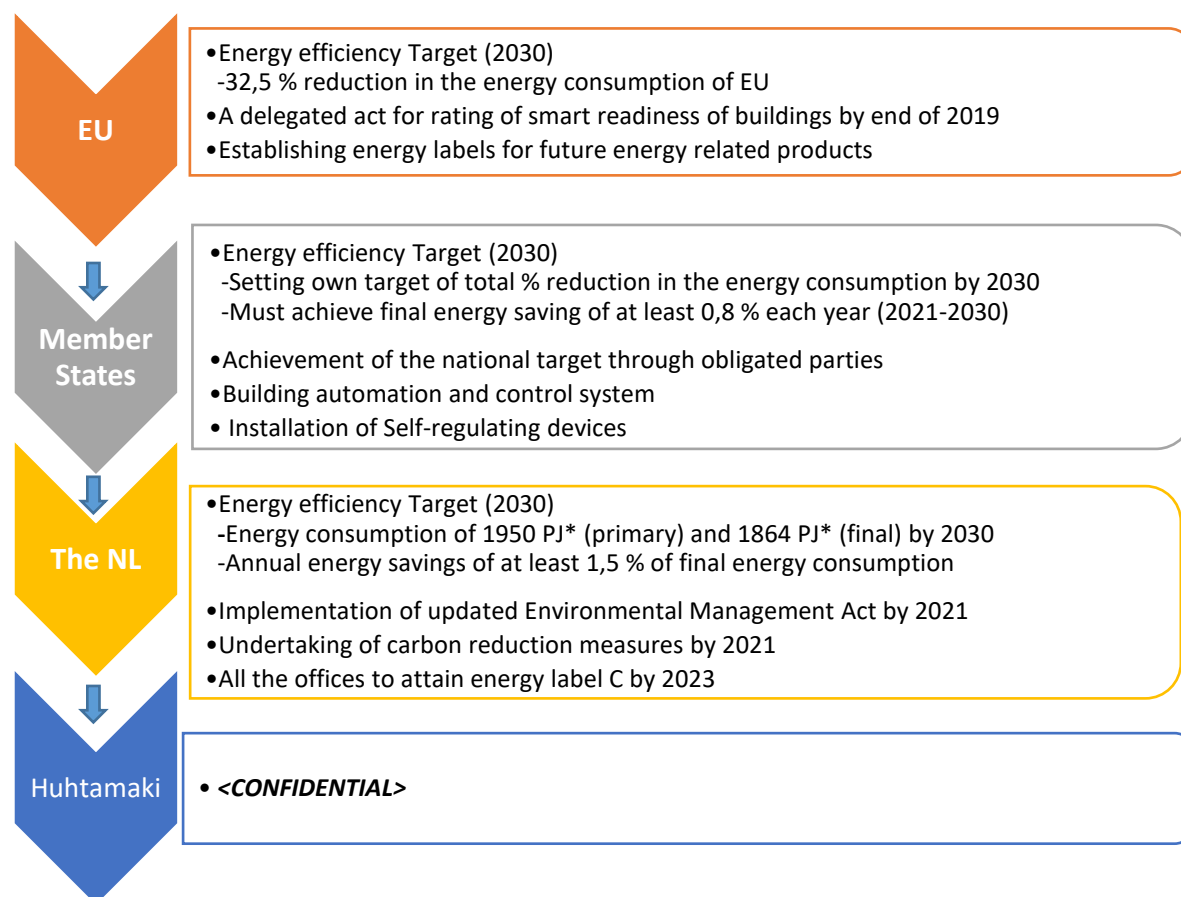 EU
•Energy efficiency Target (2030)
-32,5 % reduction in the energy consumption of EU
•A delegated act for rating of smart readiness of buildings by end of 2019
•Establishing energy labels for future energy related products
Member
States
•Energy efficiency Target (2030)
-Setting own target of total % reduction in the energy consumption by 2030
-Must achieve final energy saving of at least 0,8 % each year (2021-2030)
•Achievement of the national target through obligated parties
•Building automation and control system
• Installation of Self-regulating devices
The NL
•Energy efficiency Target (2030)
-Energy consumption of 1950 PJ* (primary) and 1864 PJ* (final) by 2030
-Annual energy savings of at least 1,5 % of final energy consumption
•Implementation of updated Environmental Management Act by 2021
•Undertaking of carbon reduction measures by 2021
•All the offices to attain energy label C by 2023
Huhtamaki
• <CONFIDENTIAL>